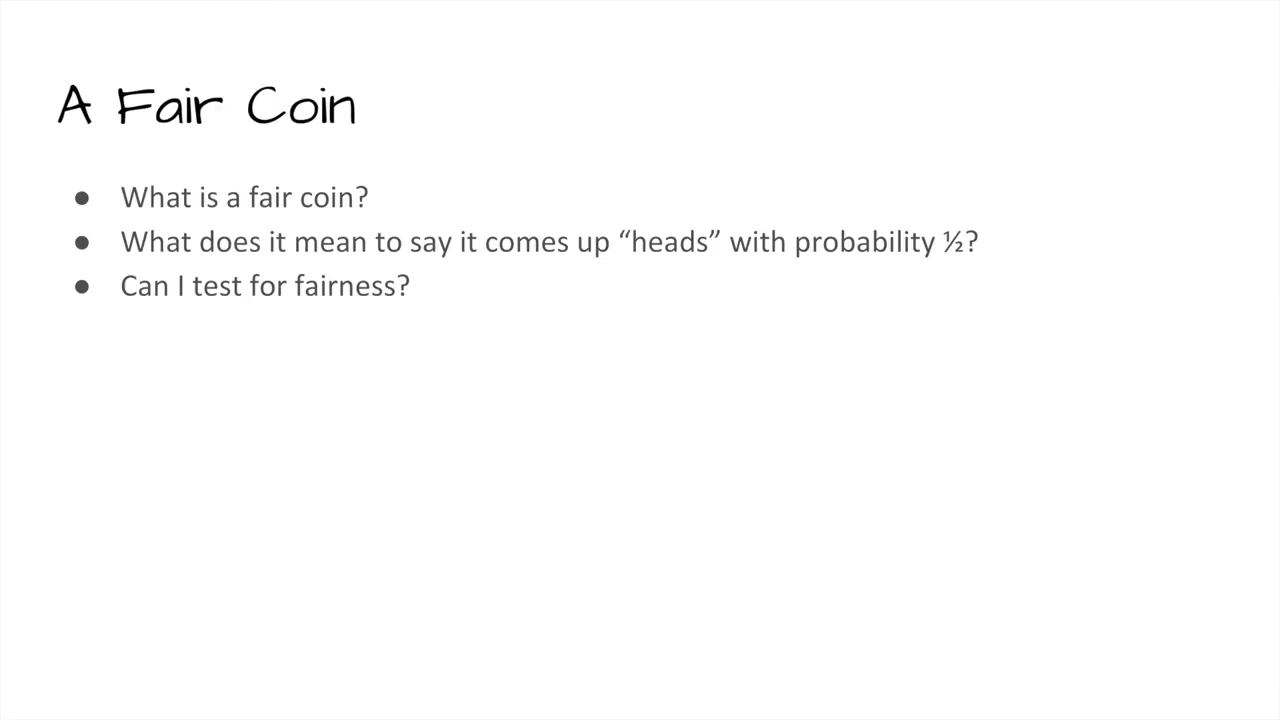 A Fair Coin
● What is a fair coin?
● What does it mean to say it comes up “heads” with probability ½?
● Can I test for fairness?